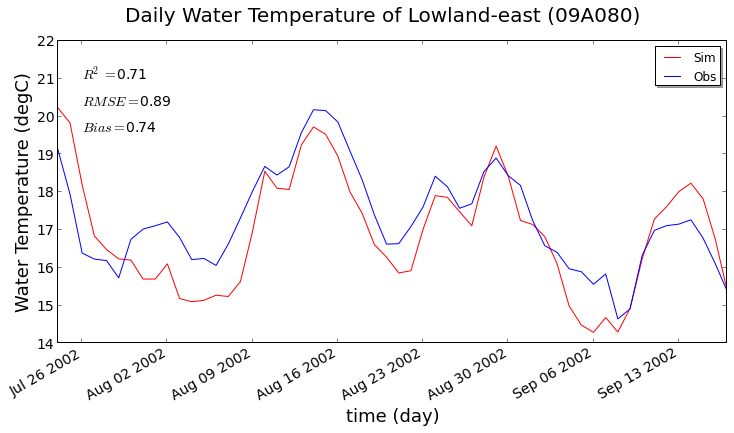 Daily Water Temperature of Lowland-east (09A080)
22
21
20
19
18
17
16
15
14
Water Temperature (degC)
R² =0.71
RMSE=0.89
Bias=0.74
Sim
Obs
Jul 26 2002
Aug 02 2002
Aug 09 2002
Aug 16 2002
Aug 23 2002
Aug 30 2002
Sep 06 2002
Sep 13 2002
time (day)